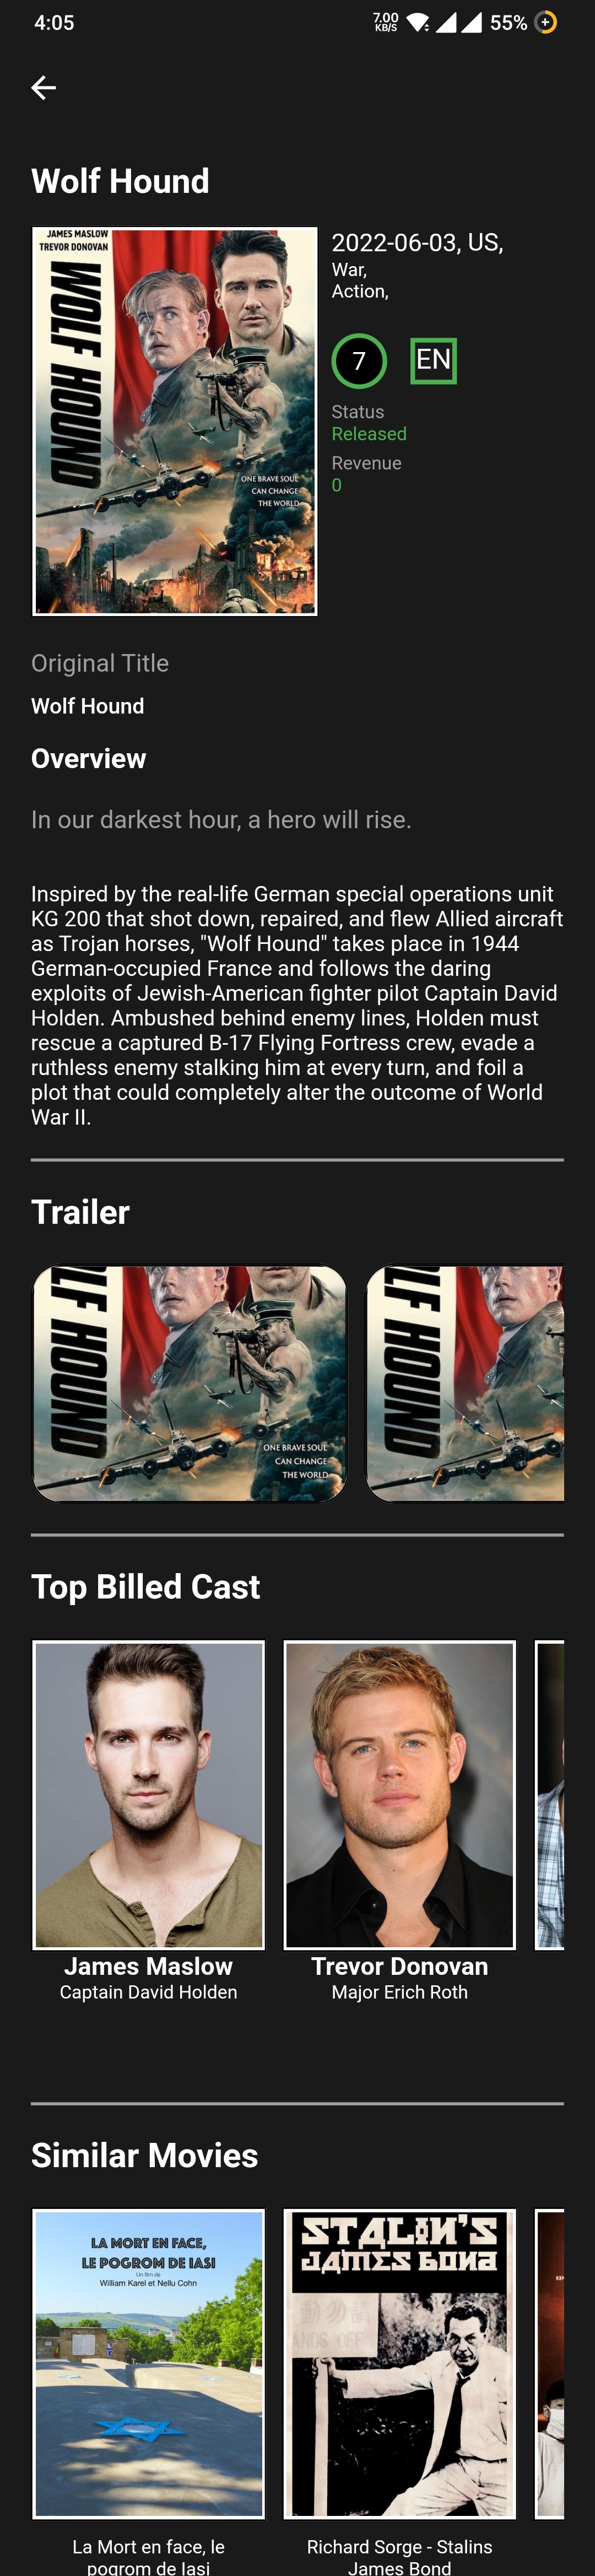 4:05
7.00
KB/S
55%
Wolf Hound
JAMES MASLOW
TREVOR DONOVAN
WOLF HOUND
ONE BRAVE SOUL
CAN CHANGE
THE WORLD
2022-06-03, US,
War,
Action,
7
EN
Status
Released
Revenue
0
Original Title
Wolf Hound
Overview
In our darkest hour, a hero will rise.
Inspired by the real-life German special operations unit
KG 200 that shot down, repaired, and flew Allied aircraft
as Trojan horses, "Wolf Hound" takes place in 1944
German-occupied France and follows the daring
exploits of Jewish-American fighter pilot Captain David
Holden. Ambushed behind enemy lines, Holden must
rescue a captured B-17 Flying Fortress crew, evade a
ruthless enemy stalking him at every turn, and foil a
plot that could completely alter the outcome of World
War II.
Trailer
LF HOUND
ONE BRAVE SOUL
CAN CHANGE
THE WORLD
LF HOUND
Top Billed Cast
James Maslow
Captain David Holden
Trevor Donovan
Major Erich Roth
Similar Movies
LA MORT EN FACE,
LE POGROM DE IASI
Un film de
William Karel et Nellu Cohn
STALIN'S
JAMES BOND
ANDS OFF
La Mort en face, le
pogrom de Iasi
Richard Sorge - Stalins
James Bond